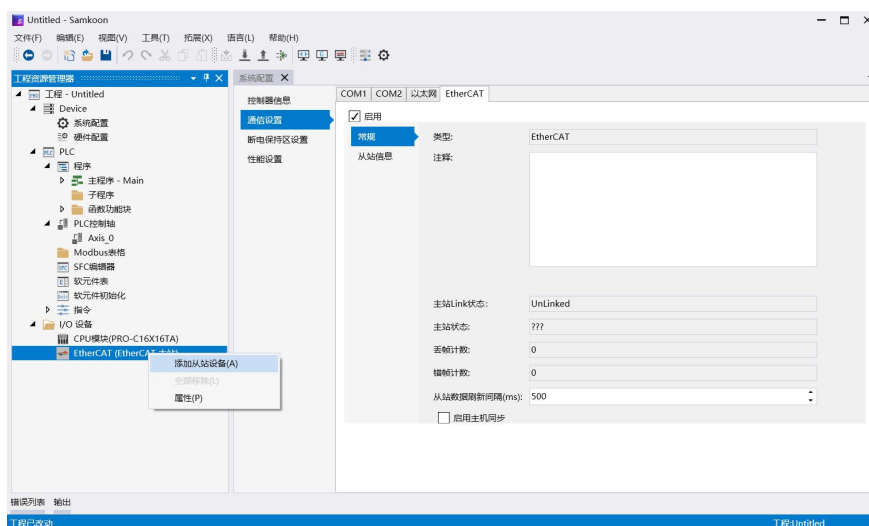 Untitled - Samkoon
文件(F) 编辑(E) 视图(V) 工具(T) 拓展(X) 语言(L) 帮助(H)
工程资源管理器
工程 - Untitled
Device
系统配置
硬件配置
PLC
程序
主程序 - Main
子程序
函数功能块
PLC控制轴
Axis_0
Modbus表格
SFC编辑器
软元件表
软元件初始化
指令
I/O 设备
CPU模块(PRO-C16X16TA)
EtherCAT (EtherCAT 主站)
添加从站设备(A)
全部移除(L)
属性(P)
系统配置
控制器信息
通信设置
断电保持区设置
性能设置
COM1 COM2 以太网 EtherCAT
启用
常规
从站信息
类型: EtherCAT
注释:
主站Link状态: UnLinked
主站状态: ???
丢帧计数: 0
错帧计数: 0
从站数据刷新间隔(ms): 500
启用主机同步
错误列表 输出
工程已改动 工程:Untitled